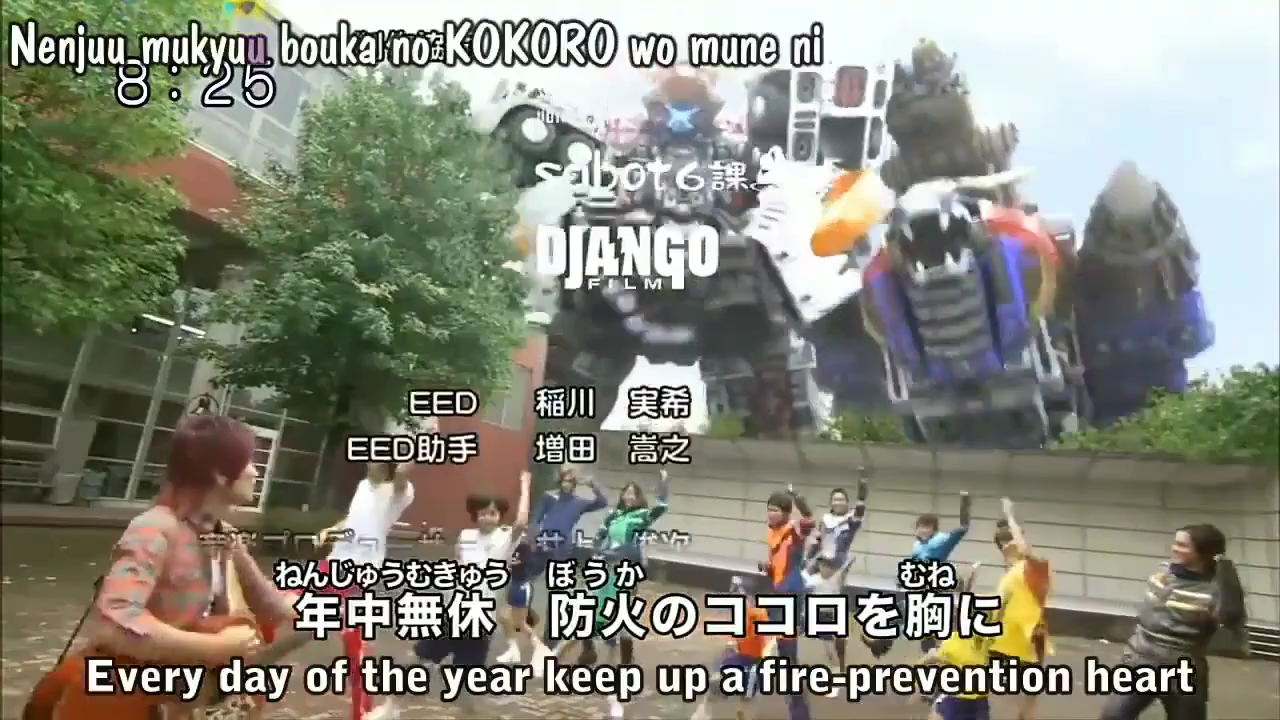 Nenjuu mukyuu bouka no KOKORO wo mune ni
8:25
sabot6課
DJANGO
FILM
EED 稲川 実希
EED助手 増田 嵩之
ねんじゅうむきゅう ぼうか むね
年中無休 防火のココロを胸に
Every day of the year keep up a fire-prevention heart